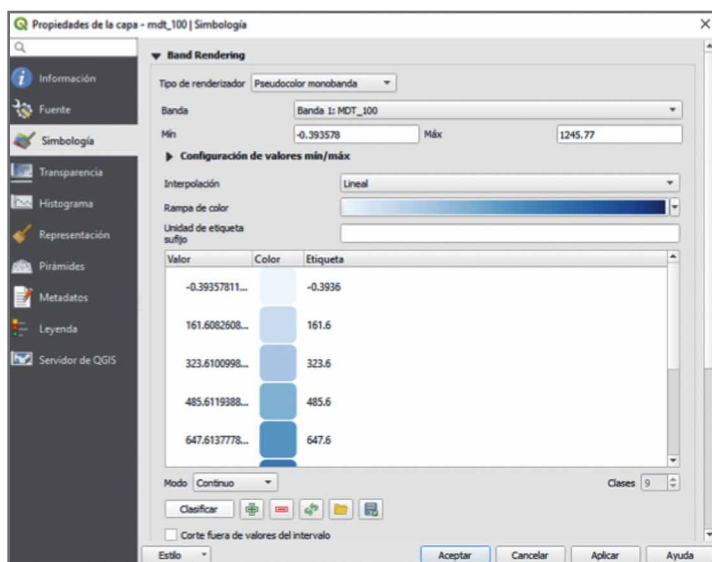 Propiedades de la capa - mdt_100 | Simbología
Información
Fuente
Simbología
Transparencia
Histograma
Representación
Pirámides
Metadatos
Leyenda
Servidor de QGIS
Band Rendering
Tipo de renderizador Pseudocolor monobanda
Banda Banda 1: MDT_100
Mín -0.393578 Máx 1245.77
Configuración de valores mín/máx
Interpolación Lineal
Rampa de color
Unidad de etiqueta
sufijo
Valor Color Etiqueta
-0.39357811... -0.3936
161.6082608... 161.6
323.6100998... 323.6
485.6119388... 485.6
647.6137778... 647.6
Modo Continuo Clases 9
Clasificar
Corte fuera de valores del intervalo
Estilo Aceptar Cancelar Aplicar Ayuda